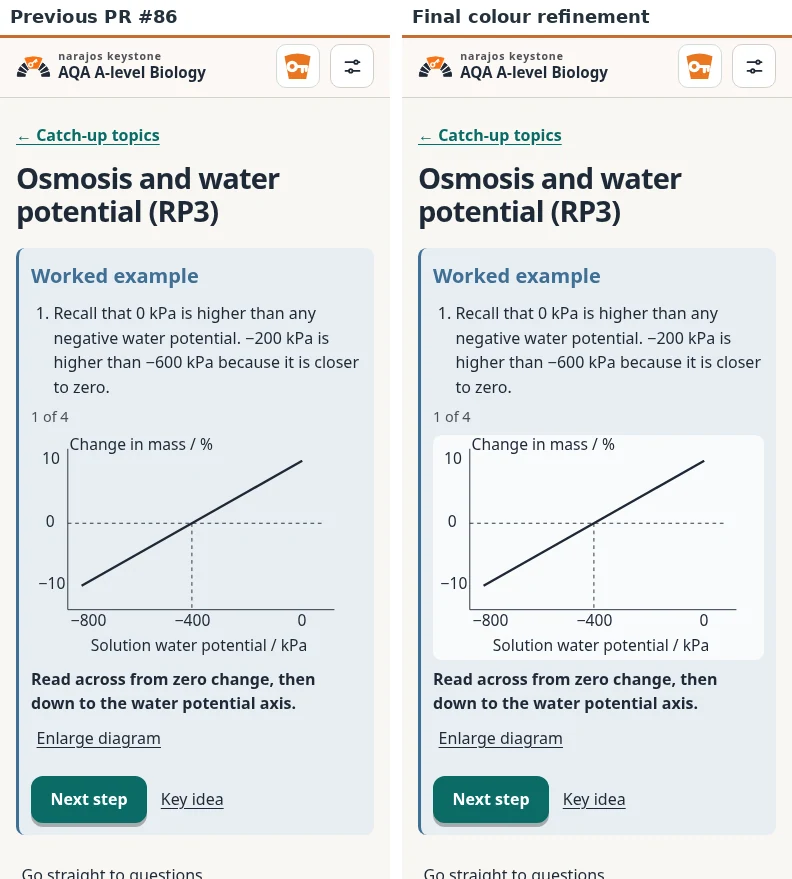 Previous PR #86
narajos keystone
AQA A-level Biology
← Catch-up topics
Osmosis and water
potential (RP3)
Worked example
1. Recall that 0 kPa is higher than any
negative water potential. −200 kPa is
higher than −600 kPa because it is closer
to zero.
1 of 4
Change in mass / %
10
0
−10
−800 −400 0
Solution water potential / kPa
Read across from zero change, then
down to the water potential axis.
Enlarge diagram
Next step Key idea
Go straight to questions
Final colour refinement
narajos keystone
AQA A-level Biology
← Catch-up topics
Osmosis and water
potential (RP3)
Worked example
1. Recall that 0 kPa is higher than any
negative water potential. −200 kPa is
higher than −600 kPa because it is closer
to zero.
1 of 4
Change in mass / %
10
0
−10
−800 −400 0
Solution water potential / kPa
Read across from zero change, then
down to the water potential axis.
Enlarge diagram
Next step Key idea
Go straight to questions